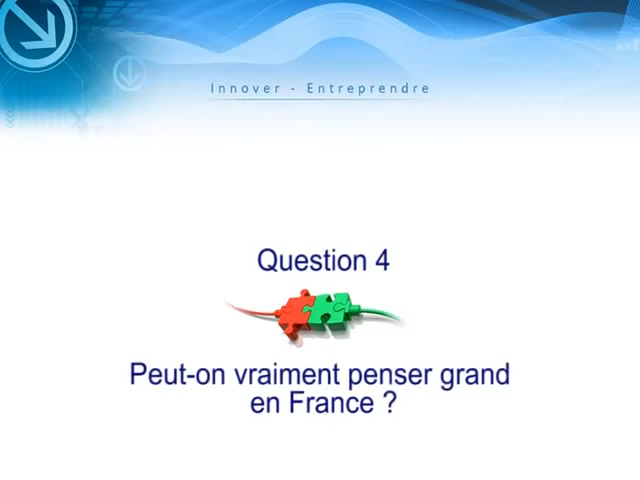 Innover - Entreprendre
Question 4
Peut-on vraiment penser grand
en France ?